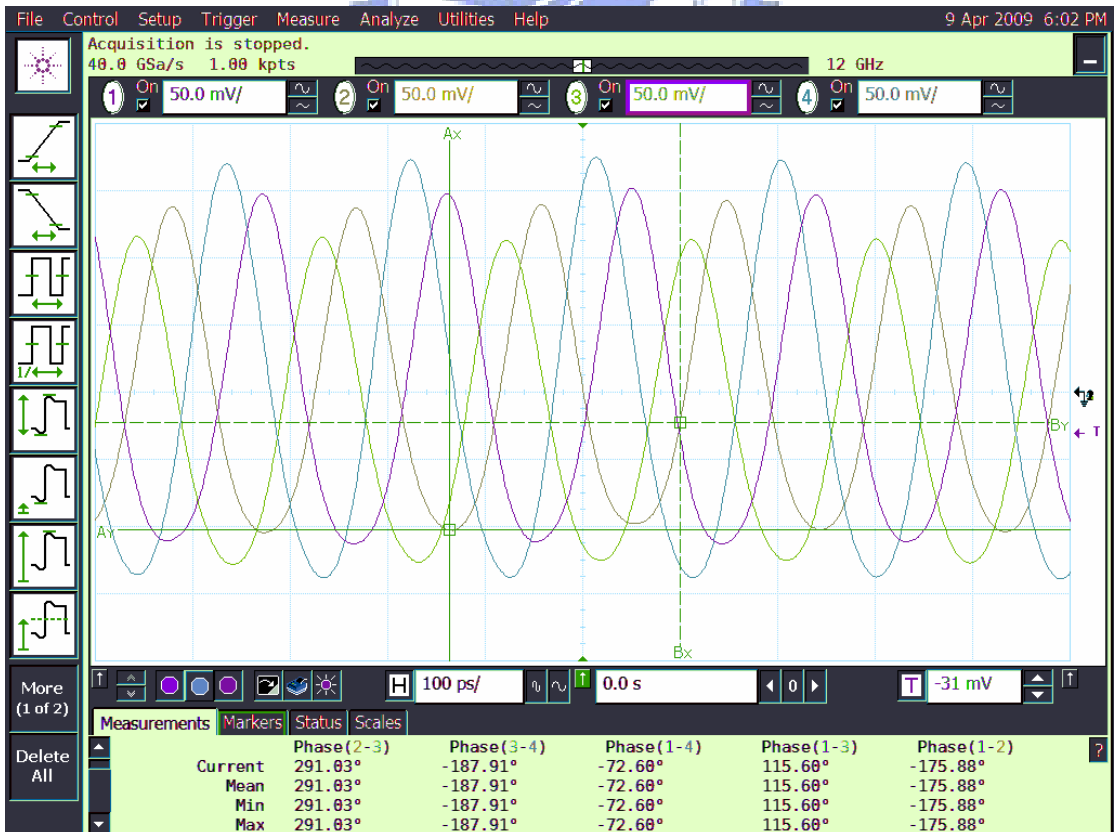 File Control Setup Trigger Measure Analyze Utilities Help 9 Apr 2009 6:02 PM
Acquisition is stopped.
40.0 GSa/s 1.00 kpts 12 GHz
1 On 50.0 mV/ 2 On 50.0 mV/ 3 On 50.0 mV/ 4 On 50.0 mV/
Ax
By
T
Ay
Bx
1/
More
(1 of 2)
Delete
All
H 100 ps/ 0.0 s 0 T -31 mV
Measurements Markers Status Scales
Phase(2-3) Phase(3-4) Phase(1-4) Phase(1-3) Phase(1-2) ?
Current 291.03° -187.91° -72.60° 115.60° -175.88°
Mean 291.03° -187.91° -72.60° 115.60° -175.88°
Min 291.03° -187.91° -72.60° 115.60° -175.88°
Max 291.03° -187.91° -72.60° 115.60° -175.88°